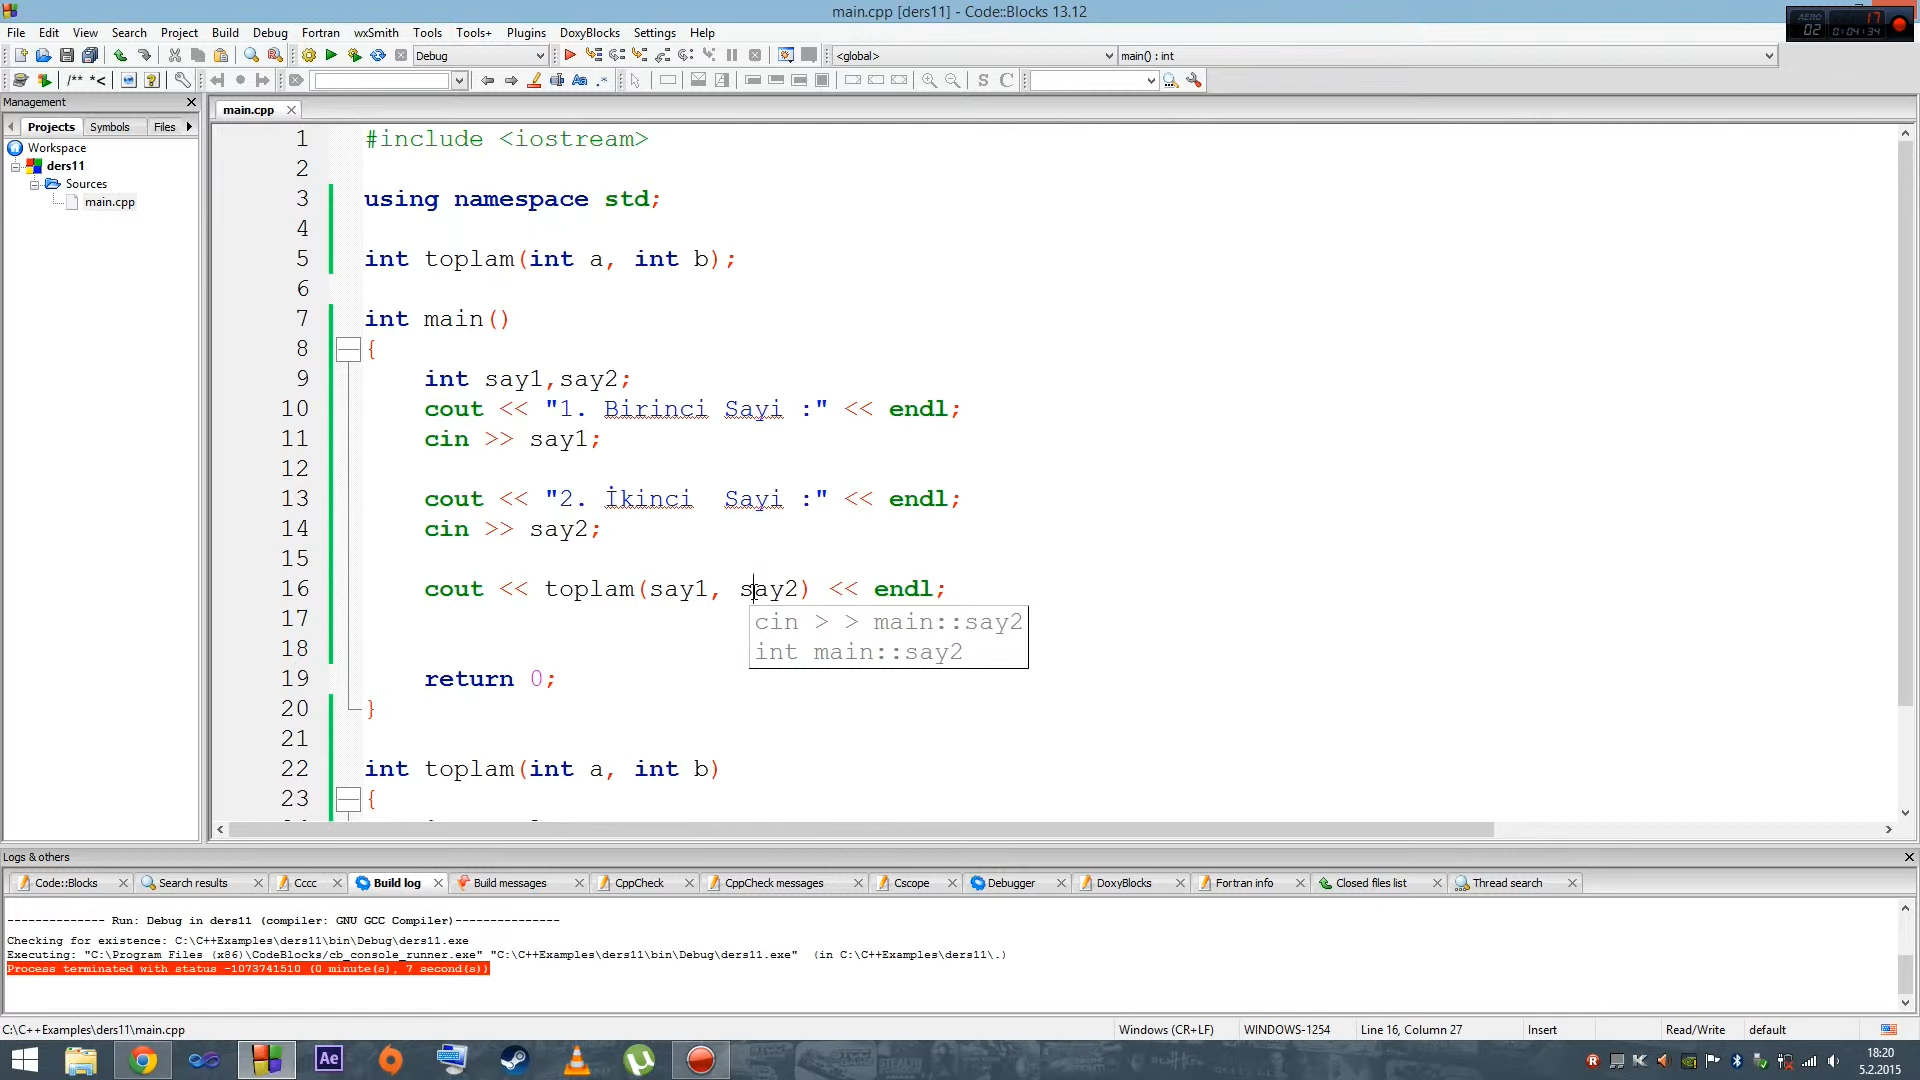 main.cpp [ders11] - Code::Blocks 13.12
AERO 17
02 0:04:34
File Edit View Search Project Build Debug Fortran wxSmith Tools Tools+ Plugins DoxyBlocks Settings Help
Debug <global> main() : int
/** *< Aa .* S C
Management
Projects Symbols Files
main.cpp
Workspace
ders11
Sources
main.cpp
1 #include <iostream>
2
3 using namespace std;
4
5 int toplam(int a, int b);
6
7 int main()
8 {
9 int say1,say2;
10 cout << "1. Birinci Sayi :" << endl;
11 cin >> say1;
12
13 cout << "2. İkinci  Sayi :" << endl;
14 cin >> say2;
15
16 cout << toplam(say1, say2) << endl;
cin > > main::say2
int main::say2
17
18
19 return 0;
20 }
21
22 int toplam(int a, int b)
23 {
Logs & others
Code::Blocks Search results Cccc Build log Build messages CppCheck CppCheck messages Cscope Debugger DoxyBlocks Fortran info Closed files list Thread search
-------------- Run: Debug in ders11 (compiler: GNU GCC Compiler)---------------
Checking for existence: C:\C++Examples\ders11\bin\Debug\ders11.exe
Executing: "C:\Program Files (x86)\CodeBlocks/cb_console_runner.exe" "C:\C++Examples\ders11\bin\Debug\ders11.exe" (in C:\C++Examples\ders11\.)
Process terminated with status -1073741510 (0 minute(s), 7 second(s))
C:\C++Examples\ders11\main.cpp Windows (CR+LF) WINDOWS-1254 Line 16, Column 27 Insert Read/Write default
Ae
18:20
5.2.2015